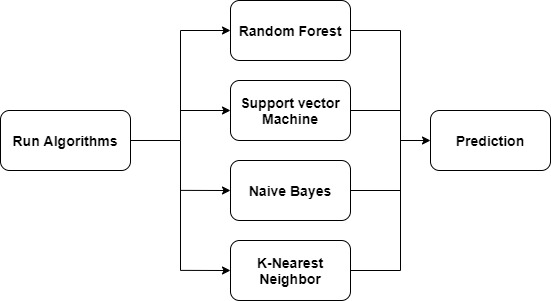 Random Forest
Support vector
Machine
Run Algorithms
Prediction
Naive Bayes
K-Nearest
Neighbor